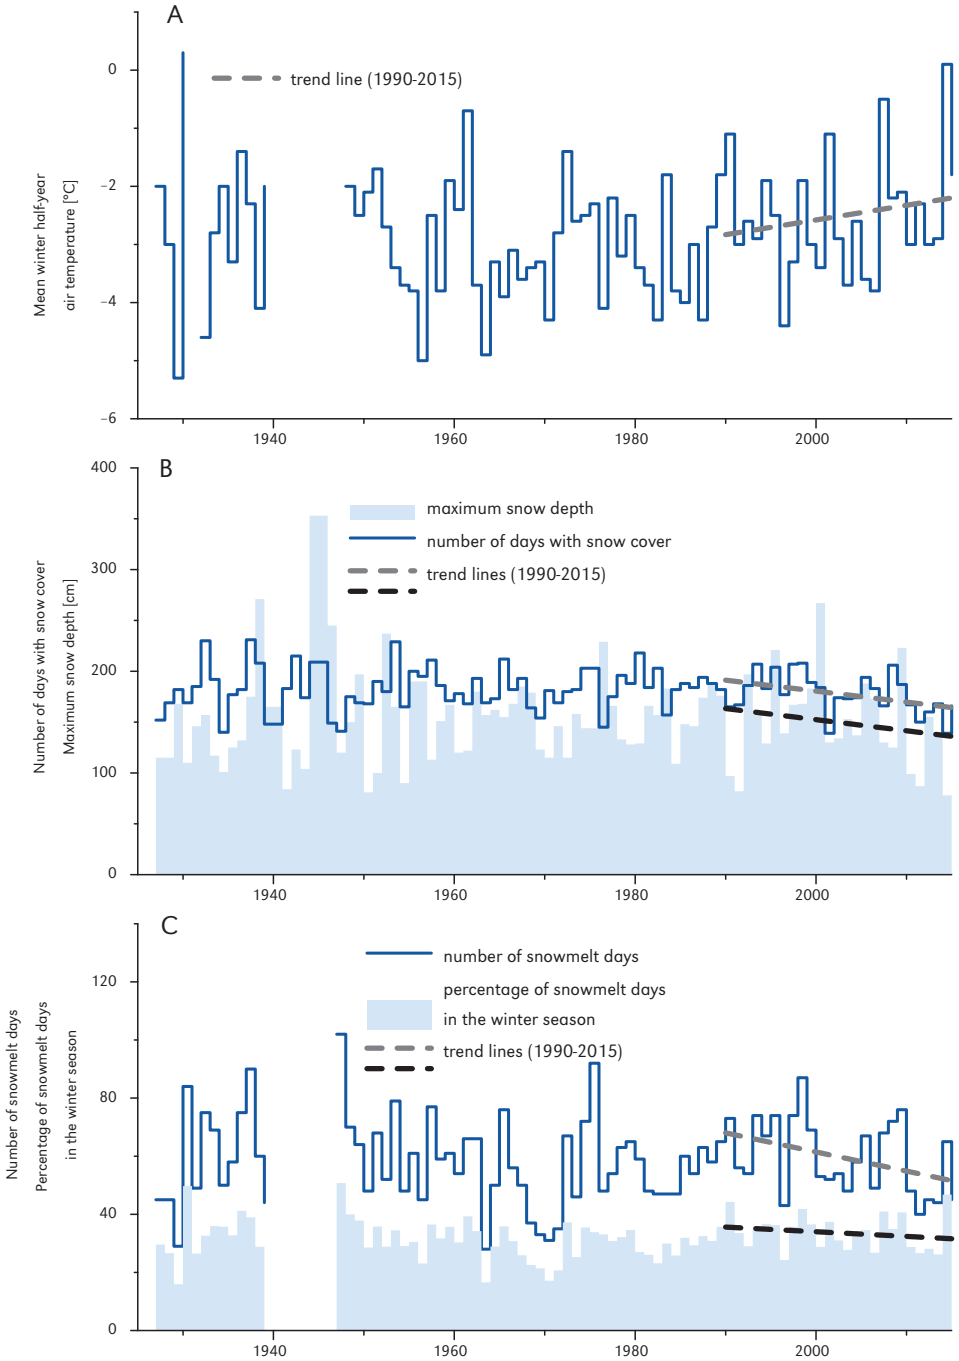 A
0
trend line (1990-2015)
Mean winter half-year
air temperature [°C]
–2
–4
–6
1940
1960
1980
2000
B
400
maximum snow depth
number of days with snow cover
trend lines (1990-2015)
Number of days with snow cover
Maximum snow depth [cm]
300
200
100
0
1940
1960
1980
2000
C
number of snowmelt days
percentage of snowmelt days
in the winter season
trend lines (1990-2015)
Number of snowmelt days
Percentage of snowmelt days
in the winter season
120
80
40
0
1940
1960
1980
2000